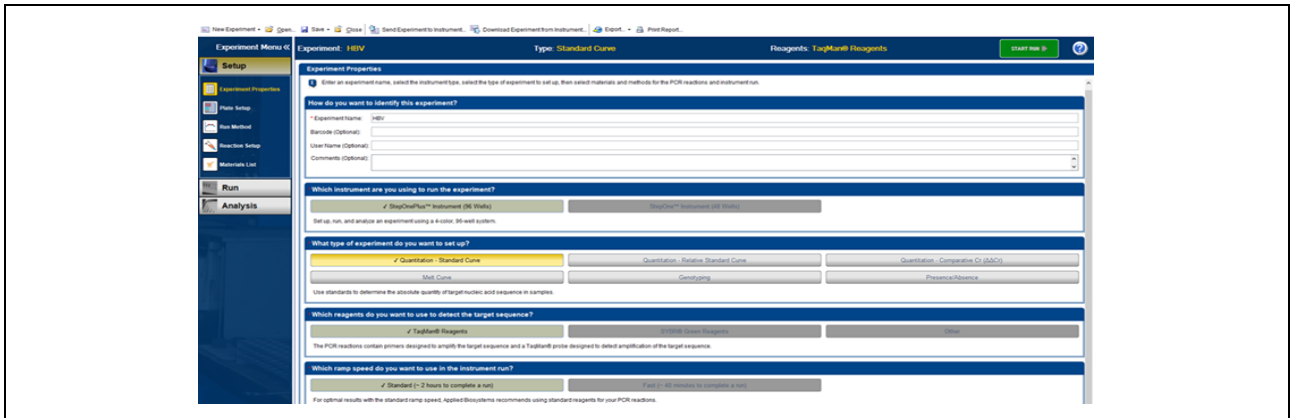 New Experiment Open... Save Close Send Experiment to Instrument... Download Experiment from Instrument... Export... Print Report...
Experiment Menu « Experiment: HBV Type: Standard Curve Reagents: TaqMan® Reagents START RUN ?
Setup
Experiment Properties
Plate Setup
Run Method
Reaction Setup
Materials List
Run
Analysis
Experiment Properties
Enter an experiment name, select the instrument type, select the type of experiment to set up, then select materials and methods for the PCR reactions and instrument run.
How do you want to identify this experiment?
* Experiment Name: HBV
Barcode (Optional):
User Name (Optional):
Comments (Optional):
Which instrument are you using to run the experiment?
✓ StepOnePlus™ Instrument (96 Wells) StepOne™ Instrument (48 Wells)
Set up, run, and analyze an experiment using a 4-color, 96-well system.
What type of experiment do you want to set up?
✓ Quantitation - Standard Curve Quantitation - Relative Standard Curve Quantitation - Comparative CT (ΔΔCT)
Melt Curve Genotyping Presence/Absence
Use standards to determine the absolute quantity of target nucleic acid sequence in samples.
Which reagents do you want to use to detect the target sequence?
✓ TaqMan® Reagents SYBR® Green Reagents Other
The PCR reactions contain primers designed to amplify the target sequence and a TaqMan® probe designed to detect amplification of the target sequence.
Which ramp speed do you want to use in the instrument run?
✓ Standard (~ 2 hours to complete a run) Fast (~ 40 minutes to complete a run)
For optimal results with the standard ramp speed, Applied Biosystems recommends using standard reagents for your PCR reactions.